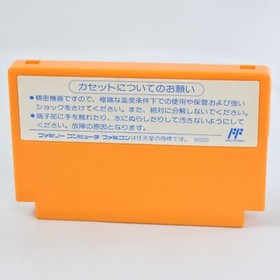 カセットについてのお願い
●精密機器ですので、極端な温度条件下での使用や保管および強い
ショックをさけてください。また、絶対に分解しないでください。
●端子部に手を触れたり、水にぬらしたりして汚さないようにして
ください。故障の原因となります。
ファミリーコンピュータ ファミコンは任天堂の商標です。